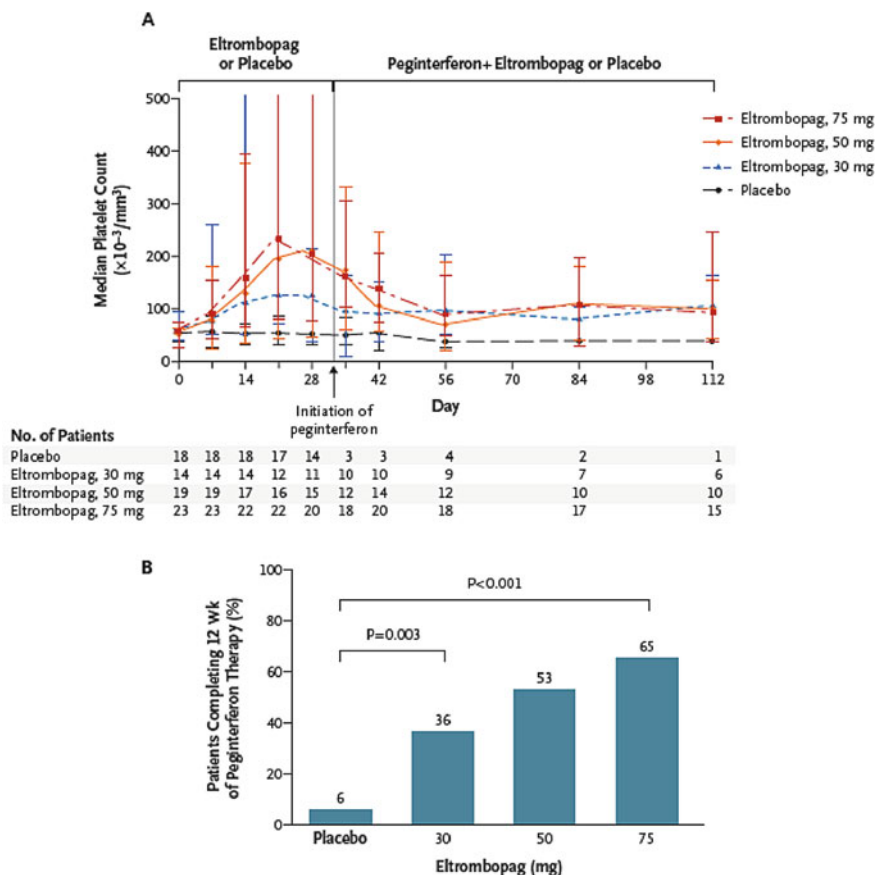 A
Eltrombopag
or Placebo
Peginterferon+Eltrombopag or Placebo
Median Platelet Count
(×10⁻³/mm³)
500
400
300
200
100
0
0 14 28 42 56 70 84 98 112
Day
Initiation of
peginterferon
Eltrombopag, 75 mg
Eltrombopag, 50 mg
Eltrombopag, 30 mg
Placebo
No. of Patients
Placebo 18 18 18 17 14 3 3 4 2 1
Eltrombopag, 30 mg 14 14 14 12 11 10 10 9 7 6
Eltrombopag, 50 mg 19 19 17 16 15 12 14 12 10 10
Eltrombopag, 75 mg 23 23 22 22 20 18 20 18 17 15
B
Patients Completing 12 Wk
of Peginterferon Therapy (%)
100
80
60
40
20
0
P<0.001
P=0.003
6
36
53
65
Placebo 30 50 75
Eltrombopag (mg)